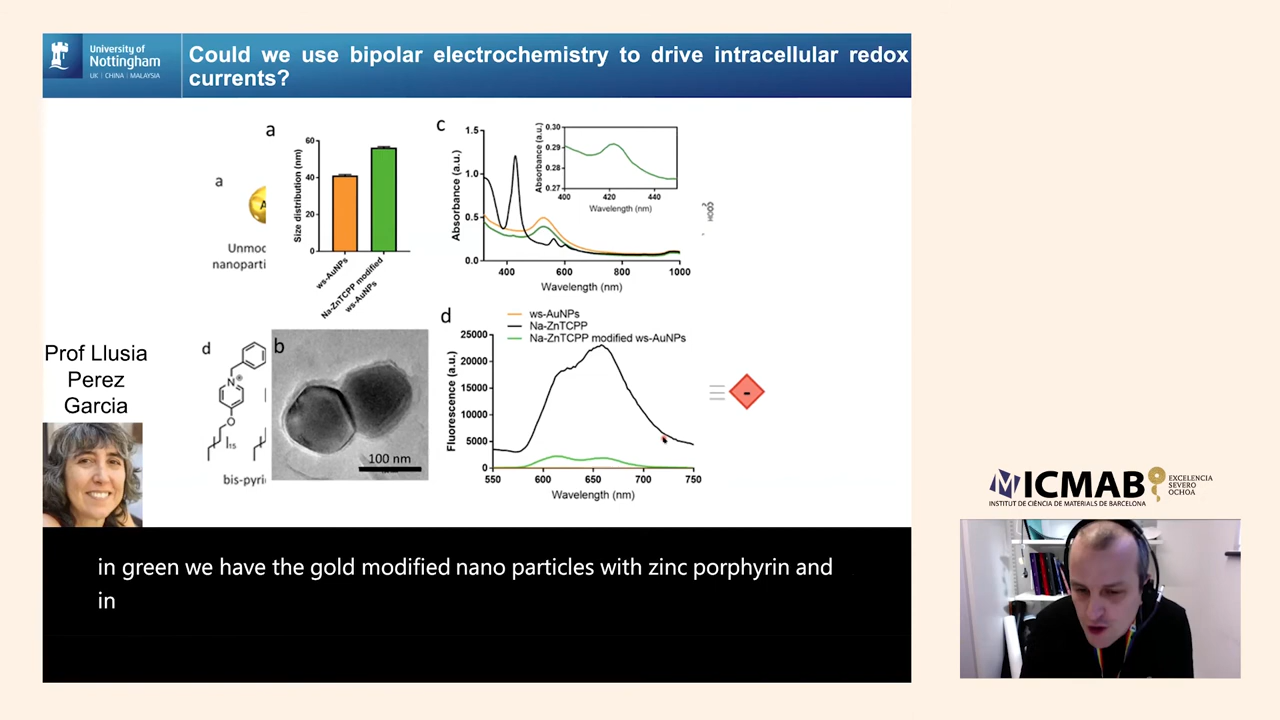 University of
Nottingham
UK | CHINA | MALAYSIA
Could we use bipolar electrochemistry to drive intracellular redox
currents?
a
a
Unmo
nanoparti
Size distribution (nm)
60
40
20
0
ws-AuNPs
Na-ZnTCPP modified
ws-AuNPs
c
Absorbance (a.u.)
1.5
1.0
0.5
0.0
400
600
800
1000
Wavelength (nm)
Absorbance (a.u.)
0.30
0.29
0.28
0.27
400
420
440
Wavelength (nm)
COOH
Prof Llusia
Perez
Garcia
d
N
O
15
bis-pyri
b
100 nm
d
ws-AuNPs
Na-ZnTCPP
Na-ZnTCPP modified ws-AuNPs
Fluorescence (a.u.)
25000
20000
15000
10000
5000
0
550
600
650
700
750
Wavelength (nm)
-
in green we have the gold modified nano particles with zinc porphyrin and
in
ICMAB
INSTITUT DE CIÈNCIA DE MATERIALS DE BARCELONA
EXCELENCIA
SEVERO
OCHOA